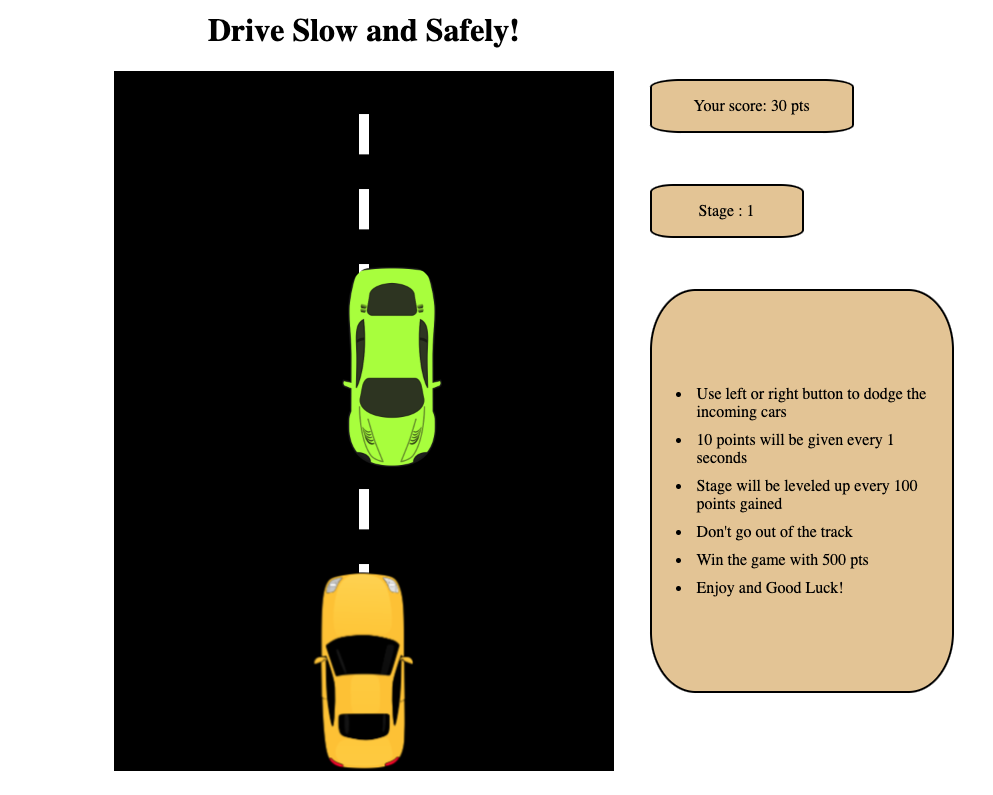 Drive Slow and Safely!
Your score: 30 pts
Stage : 1
Use left or right button to dodge the
incoming cars
10 points will be given every 1
seconds
Stage will be leveled up every 100
points gained
Don't go out of the track
Win the game with 500 pts
Enjoy and Good Luck!